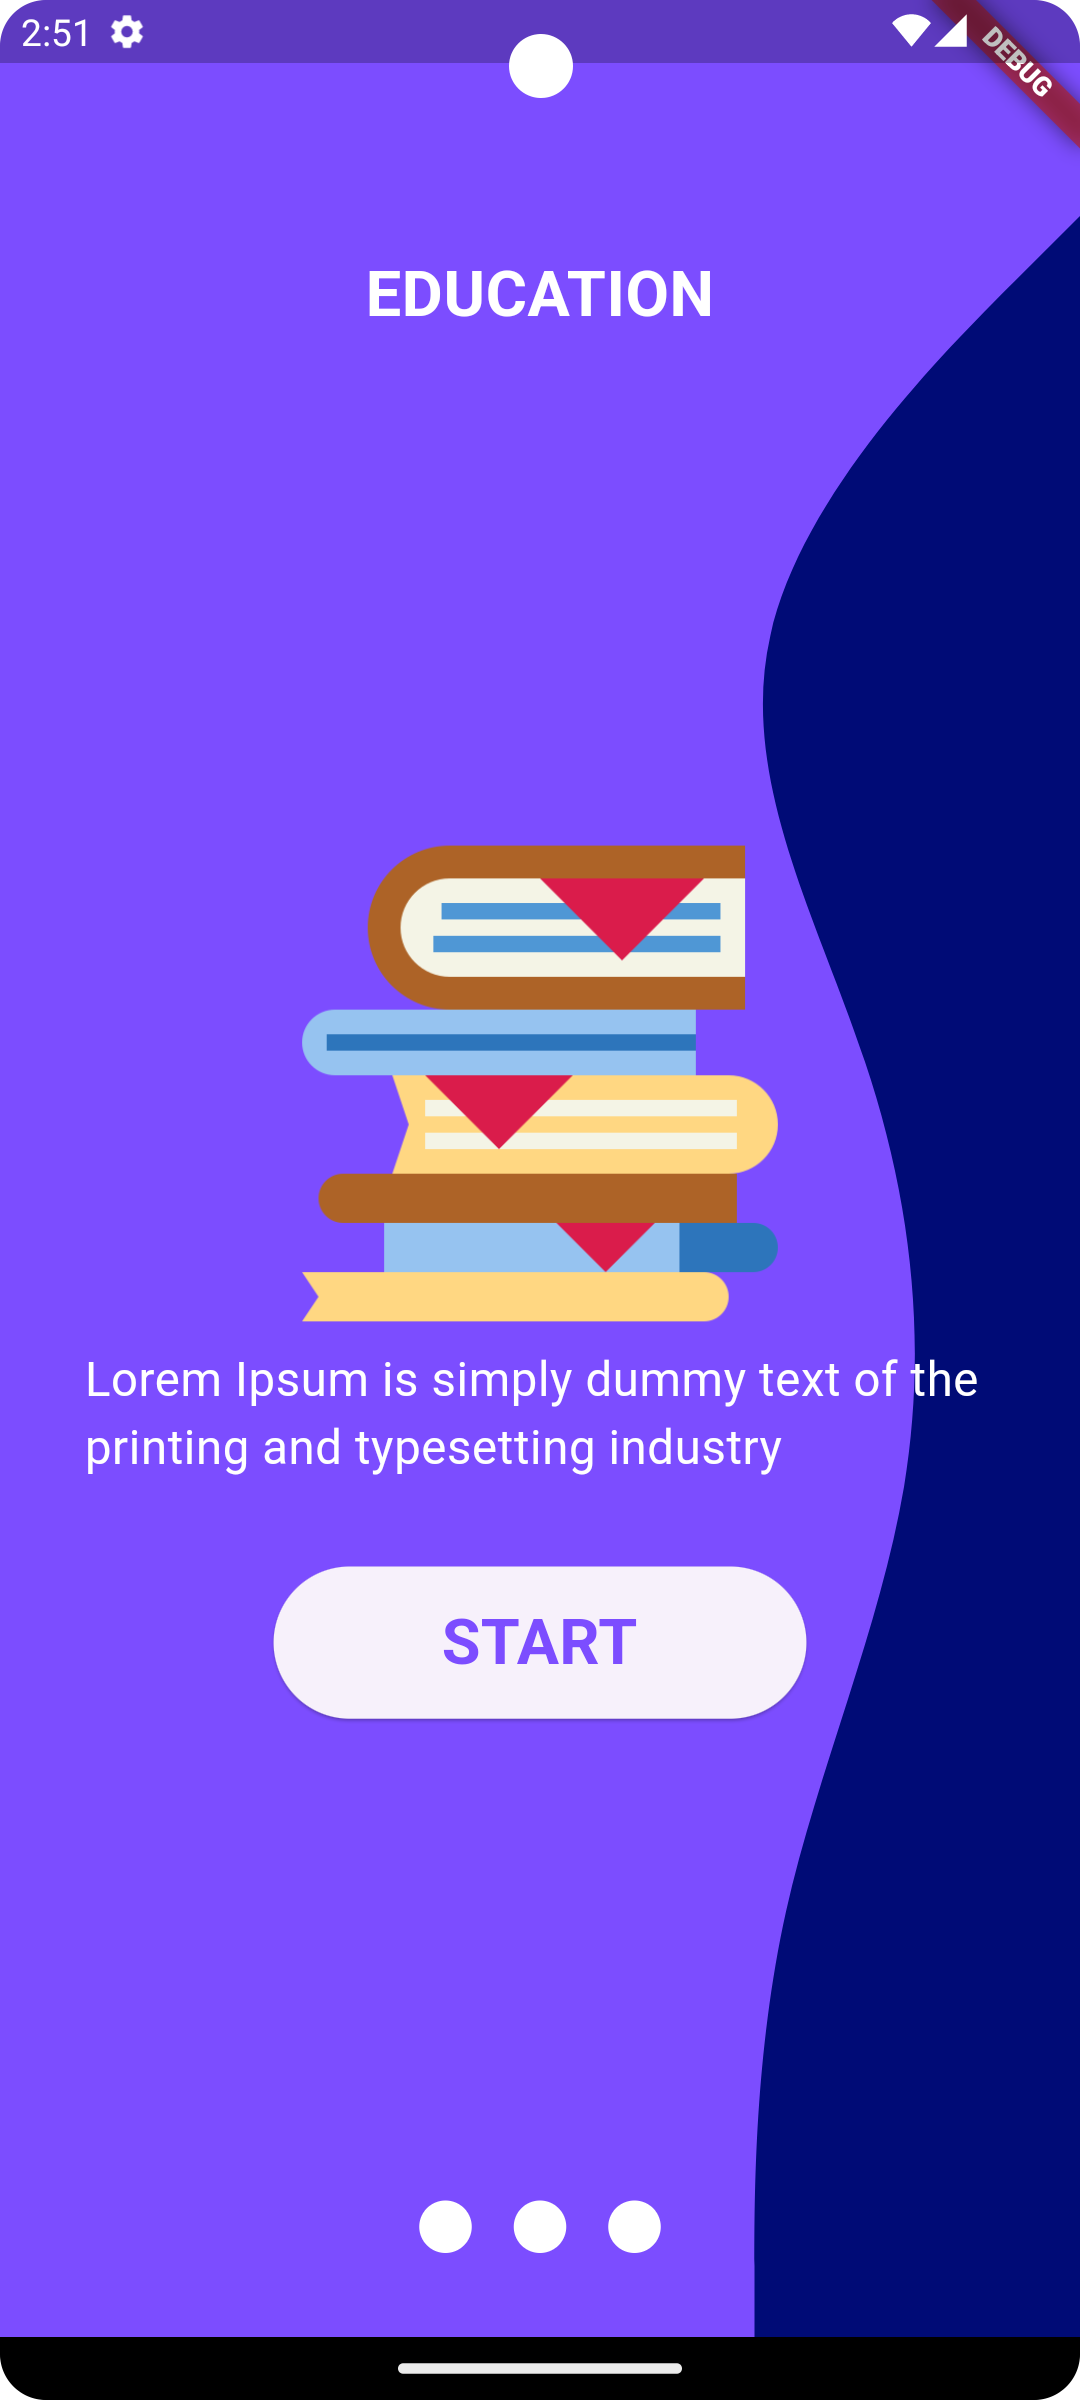 2:51
DEBUG
EDUCATION
Lorem Ipsum is simply dummy text of the
printing and typesetting industry
START